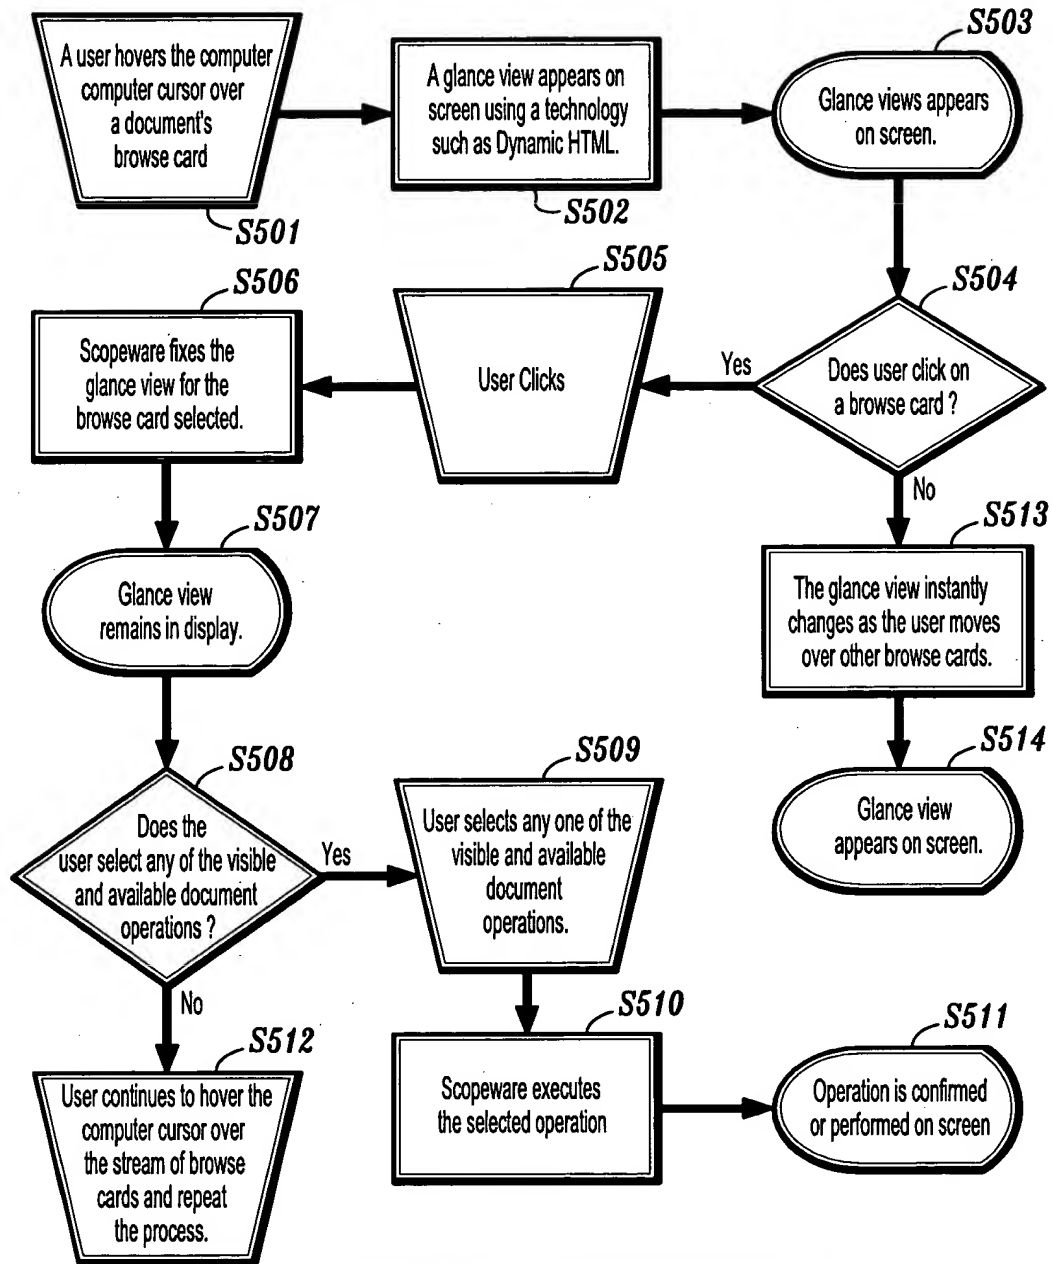 A user hovers the computer
computer cursor over
a document's
browse card
S501
A glance view appears on
screen using a technology
such as Dynamic HTML.
S502
S503
Glance views appears
on screen.
S504
Does user click on
a browse card ?
Yes
No
S505
User Clicks
S506
Scopeware fixes the
glance view for the
browse card selected.
S507
Glance view
remains in display.
S513
The glance view instantly
changes as the user moves
over other browse cards.
S514
Glance view
appears on screen.
S508
Does the
user select any of the visible
and available document
operations ?
Yes
No
S509
User selects any one of the
visible and available
document
operations.
S510
Scopeware executes
the selected operation
S511
Operation is confirmed
or performed on screen
S512
User continues to hover the
computer cursor over
the stream of browse
cards and repeat
the process.